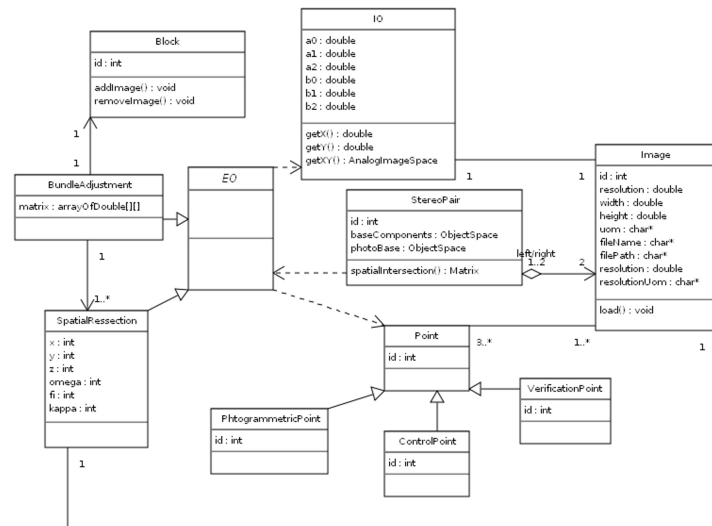 IO
a0 : double
a1 : double
a2 : double
b0 : double
b1 : double
b2 : double
getX() : double
getY() : double
getXY() : AnalogImageSpace
Block
id : int
addImage() : void
removeImage() : void
1
1
1
1
BundleAdjustment
matrix : arrayOfDouble[][]
EO
StereoPair
id : int
baseComponents : ObjectSpace
photoBase : ObjectSpace
spatialIntersection() : Matrix
Image
id : int
resolution : double
width : double
height : double
uom : char*
fileName : char*
filePath : char*
resolution : double
resolutionUom : char*
load() : void
left/right
1..2
2
1
1..*
SpatialRessection
x : int
y : int
z : int
omega : int
fi : int
kappa : int
1
Point
id : int
3..*
1..*
1
PhtogrammetricPoint
id : int
ControlPoint
id : int
VerificationPoint
id : int